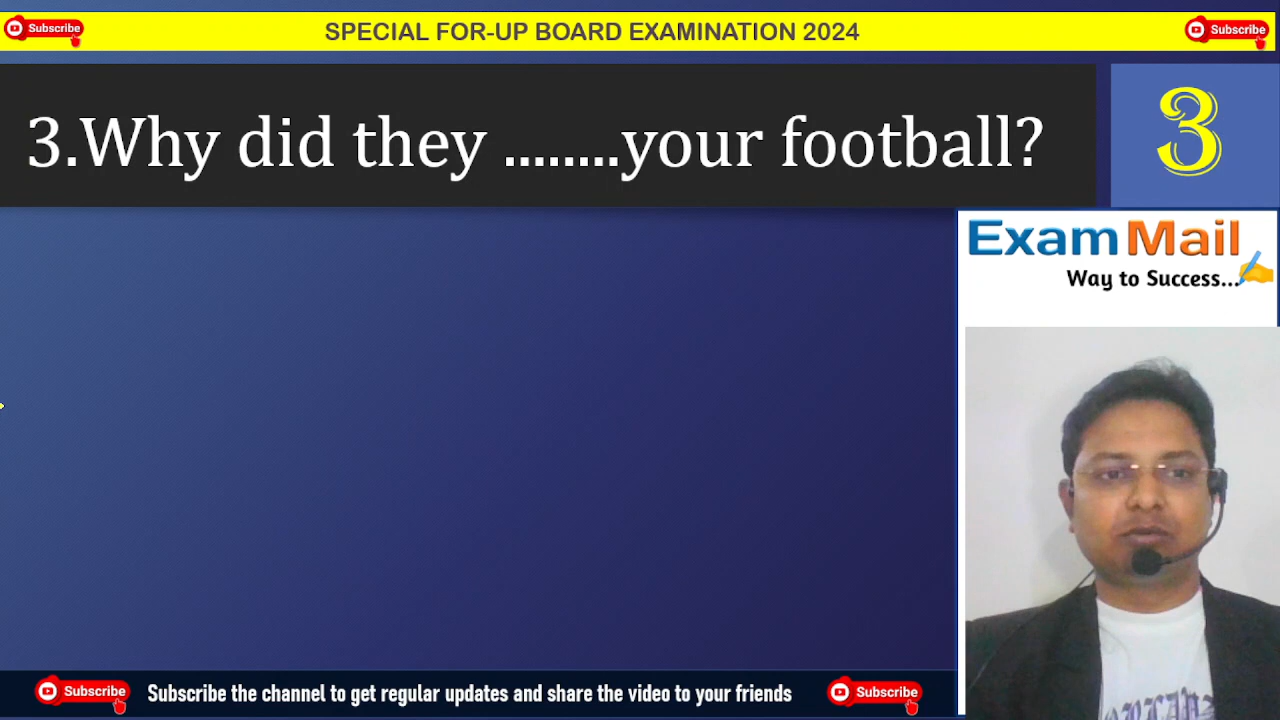 Subscribe
SPECIAL FOR-UP BOARD EXAMINATION 2024
Subscribe
3.Why did they ........your football?
3
Exam Mail
Way to Success...
Subscribe
Subscribe the channel to get regular updates and share the video to your friends
Subscribe